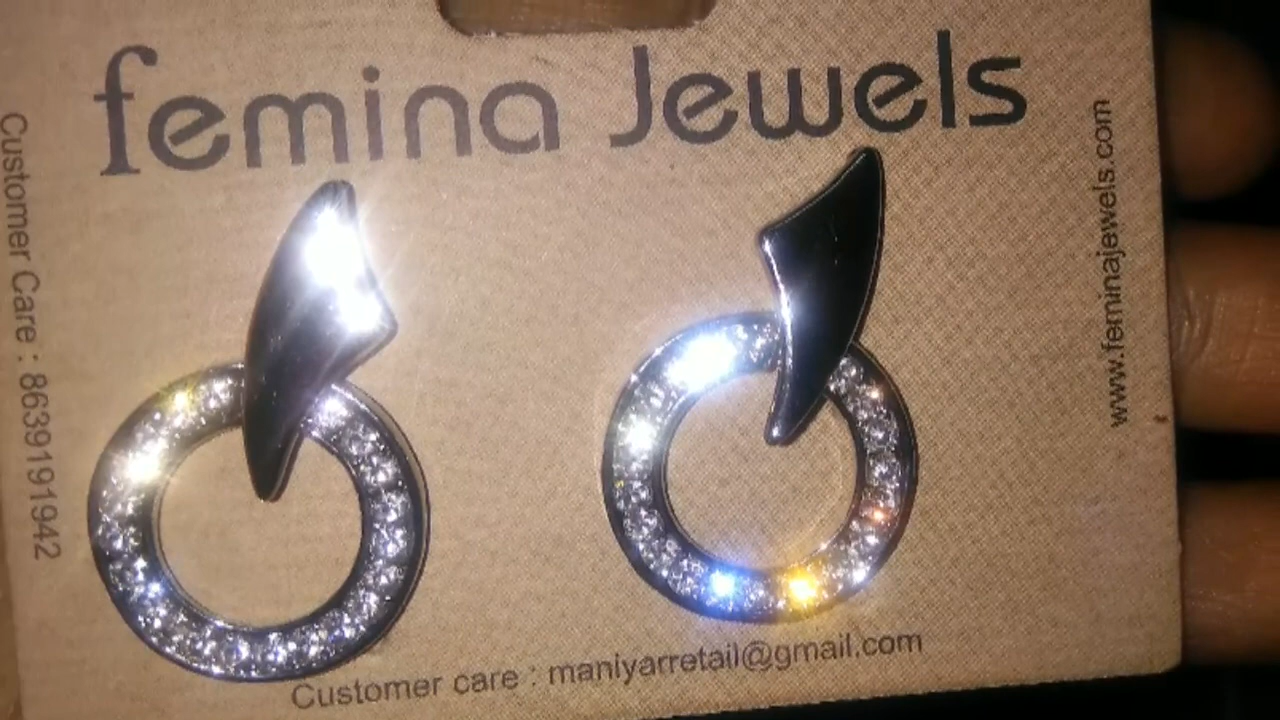 femina Jewels
Customer Care : 8639191942
www.feminajewels.com
Customer care : maniyarretail@gmail.com